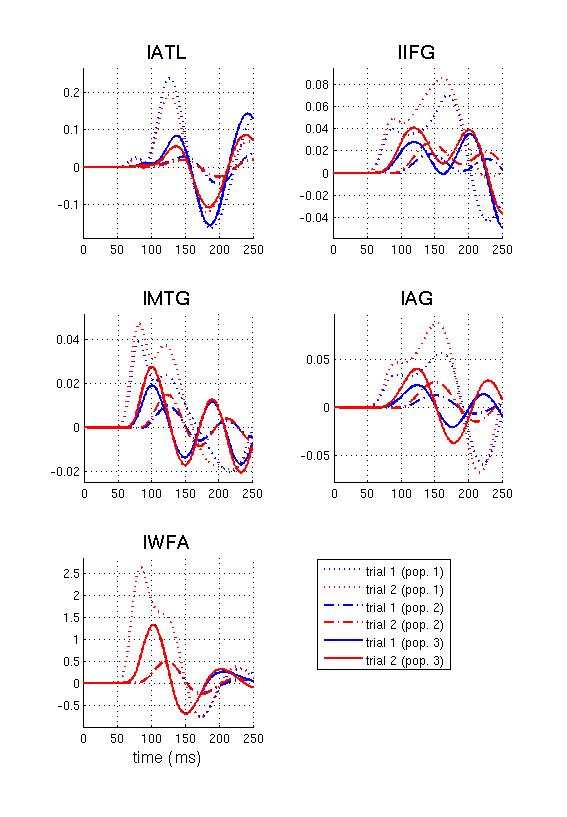 lATL
lIFG
0.2
0.1
0
-0.1
0.08
0.06
0.04
0.02
0
-0.02
-0.04
0 50 100 150 200 250
0 50 100 150 200 250
lMTG
lAG
0.04
0.02
0
-0.02
0.05
0
-0.05
0 50 100 150 200 250
0 50 100 150 200 250
lWFA
2.5
2
1.5
1
0.5
0
-0.5
0 50 100 150 200 250
time (ms)
trial 1 (pop. 1)
trial 2 (pop. 1)
trial 1 (pop. 2)
trial 2 (pop. 2)
trial 1 (pop. 3)
trial 2 (pop. 3)